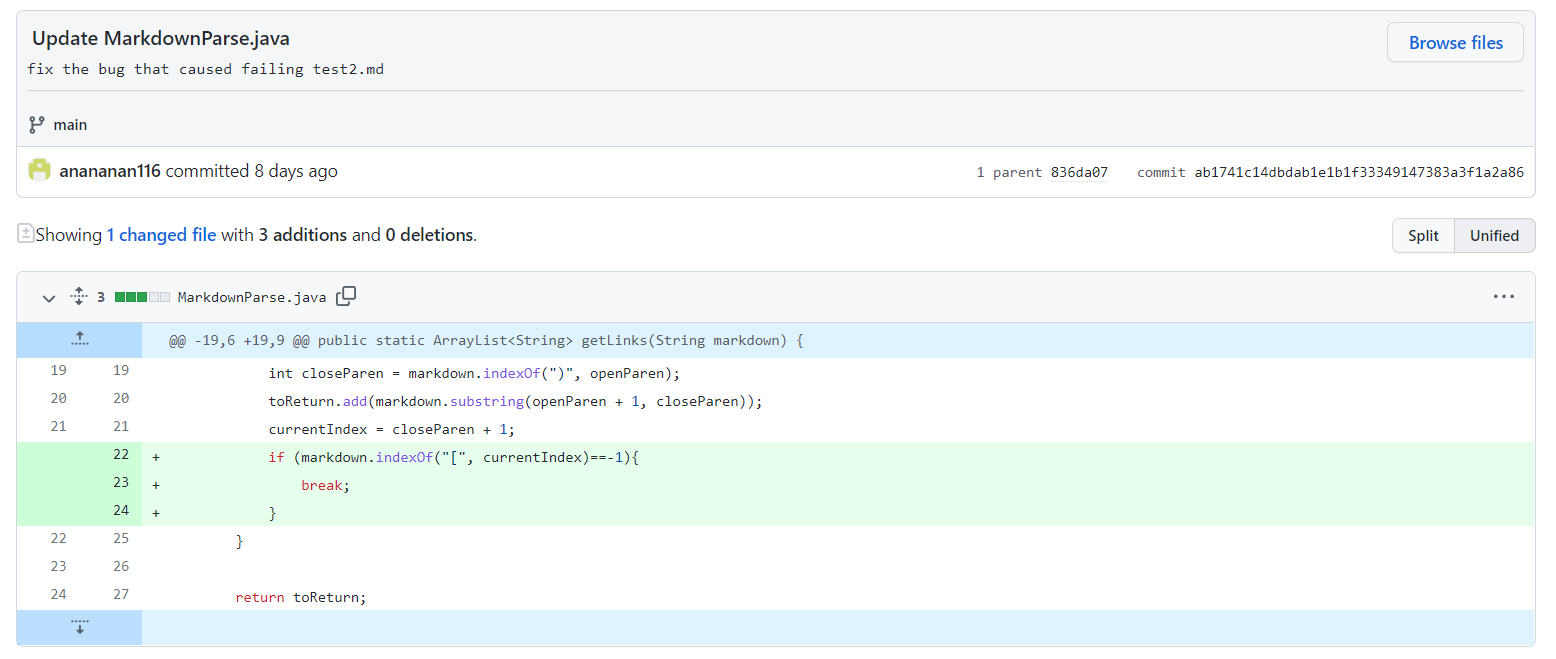 Update MarkdownParse.java
Browse files
fix the bug that caused failing test2.md
main
anananan116 committed 8 days ago 1 parent 836da07 commit ab1741c14dbdab1e1b1f33349147383a3f1a2a86
Showing 1 changed file with 3 additions and 0 deletions.
Split Unified
3 MarkdownParse.java
@@ -19,6 +19,9 @@ public static ArrayList<String> getLinks(String markdown) {
19 19 int closeParen = markdown.indexOf(")", openParen);
20 20 toReturn.add(markdown.substring(openParen + 1, closeParen));
21 21 currentIndex = closeParen + 1;
22 + if (markdown.indexOf("[", currentIndex)==-1){
23 + break;
24 + }
22 25 }
23 26
24 27 return toReturn;